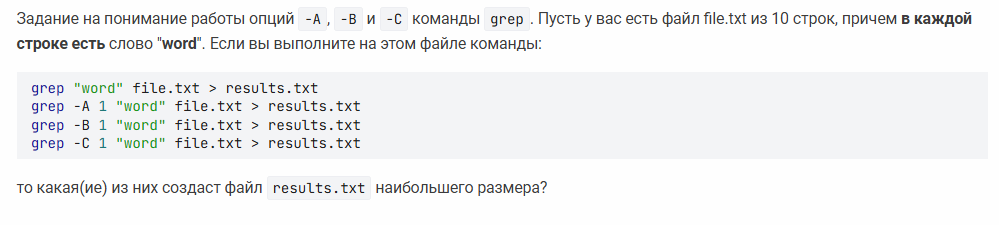 Задание на понимание работы опций -A, -B и -C команды grep. Пусть у вас есть файл file.txt из 10 строк, причем в каждой
строке есть слово "word". Если вы выполните на этом файле команды:
grep "word" file.txt > results.txt
grep -A 1 "word" file.txt > results.txt
grep -B 1 "word" file.txt > results.txt
grep -C 1 "word" file.txt > results.txt
то какая(ие) из них создаст файл results.txt наибольшего размера?